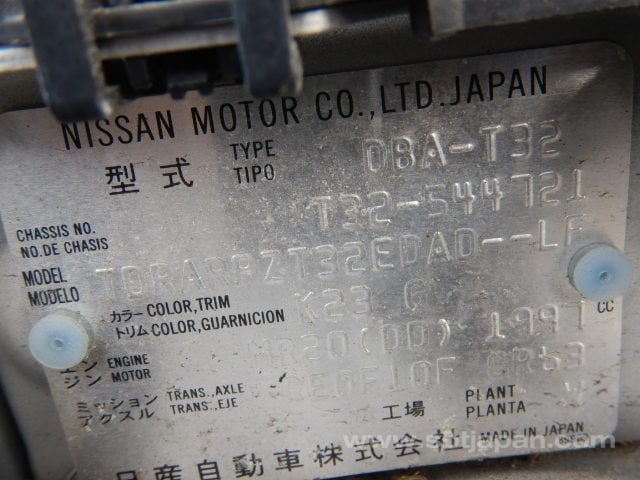 NISSAN MOTOR CO.,LTD.JAPAN
型式 TYPE TIPO DBA-T32
CHASSIS NO. NO.DE CHASIS T32-544721
MODEL MODELO ZT32EDAD--LF
カラー COLOR,TRIM
トリム COLOR,GUARNICION K23 G
エンジン ENGINE MOTOR MR20(DD) 1997 CC
ミッション TRANS.,AXLE
アクスル TRANS.,EJE
工場 PLANT PLANTA
日産自動車株式会社 MADE IN JAPAN